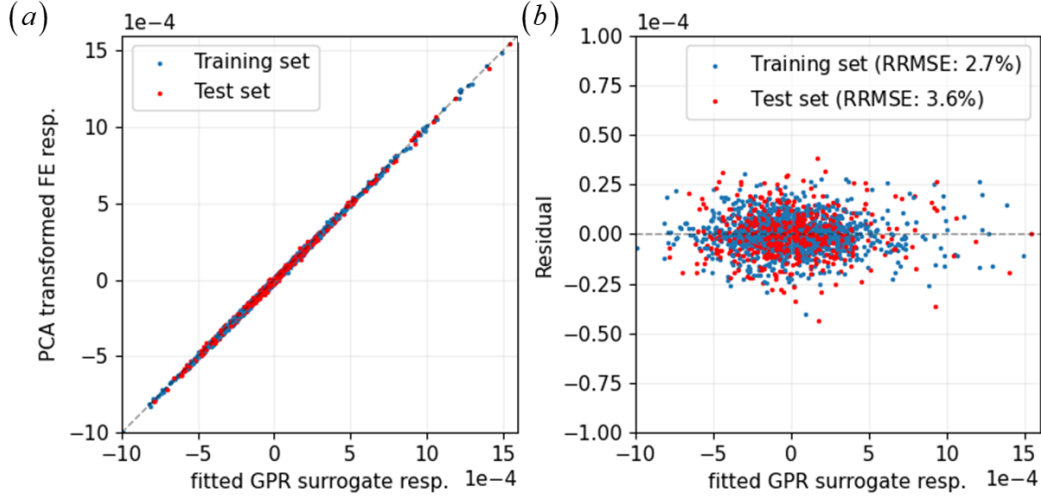 (a)
1e−4
15
10
5
0
−5
−10
Training set
Test set
PCA transformed FE resp.
−10 −5 0 5 10 15
fitted GPR surrogate resp. 1e−4
(b)
1e−4
1.00
0.75
0.50
0.25
0.00
−0.25
−0.50
−0.75
−1.00
Training set (RRMSE: 2.7%)
Test set (RRMSE: 3.6%)
Residual
−10 −5 0 5 10 15
fitted GPR surrogate resp. 1e−4